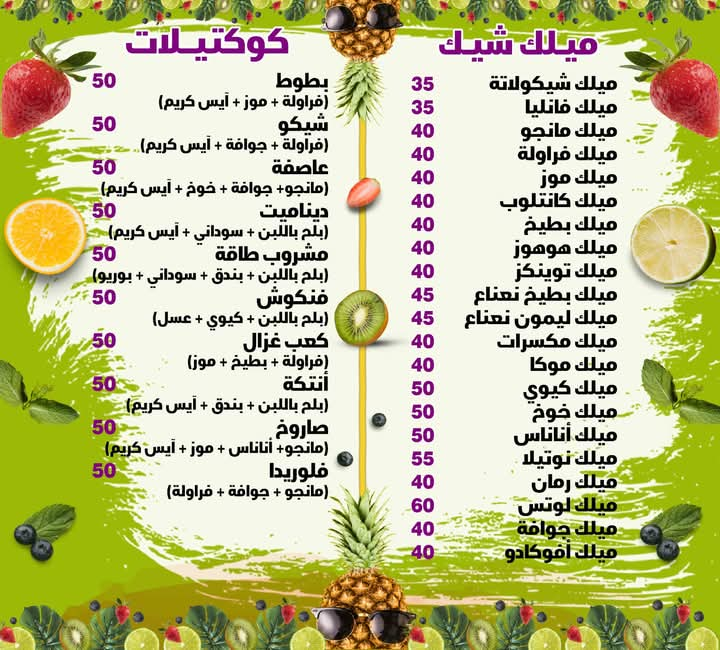 ميلك شيك
ميلك شيكولاتة 35
ميلك فانليا 35
ميلك مانجو 40
ميلك فراولة 40
ميلك موز 40
ميلك كانتلوب 40
ميلك بطيخ 40
ميلك هوهوز 40
ميلك توينكز 40
ميلك بطيخ نعناع 45
ميلك ليمون نعناع 45
ميلك مكسرات 40
ميلك موكا 40
ميلك كيوي 50
ميلك خوخ 50
ميلك أناناس 50
ميلك نوتيلا 55
ميلك رمان 40
ميلك لوتس 60
ميلك جوافة 40
ميلك أفوكادو 40
كوكتيلات
بطوط 50
(فراولة + موز + آيس كريم)
شيكو 50
(فراولة + جوافة + آيس كريم)
عاصفة 50
(مانجو+ جوافة + خوخ + آيس كريم)
ديناميت 50
(بلح باللبن + سوداني + آيس كريم)
مشروب طاقة 50
(بلح باللبن + بندق + سوداني + بوريو)
فنكوش 50
(بلح باللبن + كيوي + عسل)
كعب غزال 50
(فراولة + بطيخ + موز)
أنتكة 50
(بلح باللبن + بندق + آيس كريم)
صاروخ 50
(مانجو+ أناناس + موز + آيس كريم)
فلوريدا 50
(مانجو + جوافة + فراولة)